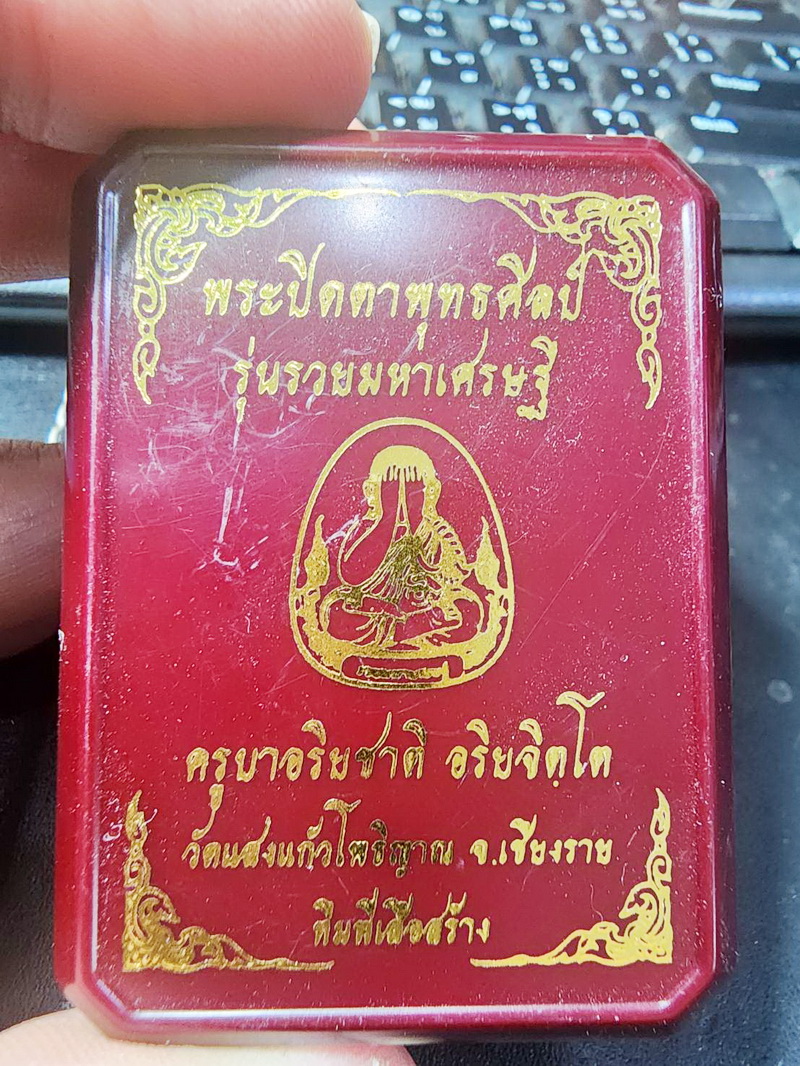 พระปิดตาพุทธศิลป์
รุ่นรวยมหาเศรษฐี
ครูบาอริยชาติ อริยจิตฺโต
วัดแสงแก้วโพธิญาณ จ.เชียงราย
ทีมที่เสือสร้าง